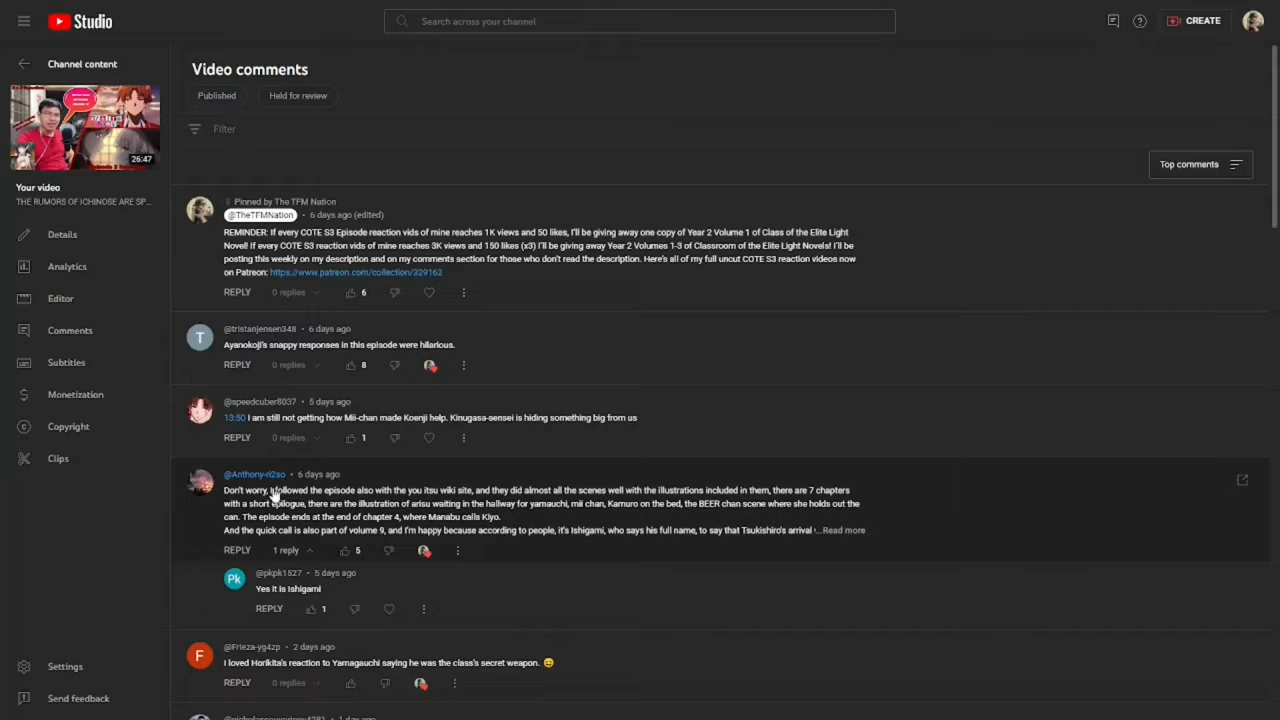 Studio
Search across your channel
CREATE
Channel content
26:47
Your video
THE RUMORS OF ICHINOSE ARE SP...
Details
Analytics
Editor
Comments
Subtitles
Monetization
Copyright
Clips
Settings
Send feedback
Video comments
Published
Held for review
Filter
Top comments
Pinned by The TFM Nation
@TheTFMNation • 6 days ago (edited)
REMINDER: If every COTE S3 Episode reaction vids of mine reaches 1K views and 50 likes, I'll be giving away one copy of Year 2 Volume 1 of Class of the Elite Light
Novel! If every COTE S3 reaction vids of mine reaches 3K views and 150 likes (x3) I'll be giving away Year 2 Volumes 1-3 of Classroom of the Elite Light Novels! I'll be
posting this weekly on my description and on my comments section for those who don't read the description. Here's all of my full uncut COTE S3 reaction videos now
on Patreon: https://www.patreon.com/collection/329162
REPLY 0 replies 6
T
@tristanjensen348 • 6 days ago
Ayanokoji's snappy responses in this episode were hilarious.
REPLY 0 replies 8
@speedcuber8037 • 5 days ago
13:50 I am still not getting how Mii-chan made Koenji help. Kinugasa-sensei is hiding something big from us
REPLY 0 replies 1
@Anthony-ri2so • 6 days ago
Don't worry, I followed the episode also with the you itsu wiki site, and they did almost all the scenes well with the illustrations included in them, there are 7 chapters
with a short epilogue, there are the illustration of arisu waiting in the hallway for yamauchi, mii chan, Kamuro on the bed, the BEER chan scene where she holds out the
can. The episode ends at the end of chapter 4, where Manabu calls Kiyo.
And the quick call is also part of volume 9, and I'm happy because according to people, it's Ishigami, who says his full name, to say that Tsukishiro's arrival ...Read more
REPLY 1 reply 5
Pk
@pkpk1527 • 5 days ago
Yes it is Ishigami
REPLY 1
F
@Frieza-yg4zp • 2 days ago
I loved Horikita's reaction to Yamagauchi saying he was the class's secret weapon. 😆
REPLY 0 replies
1 day ago